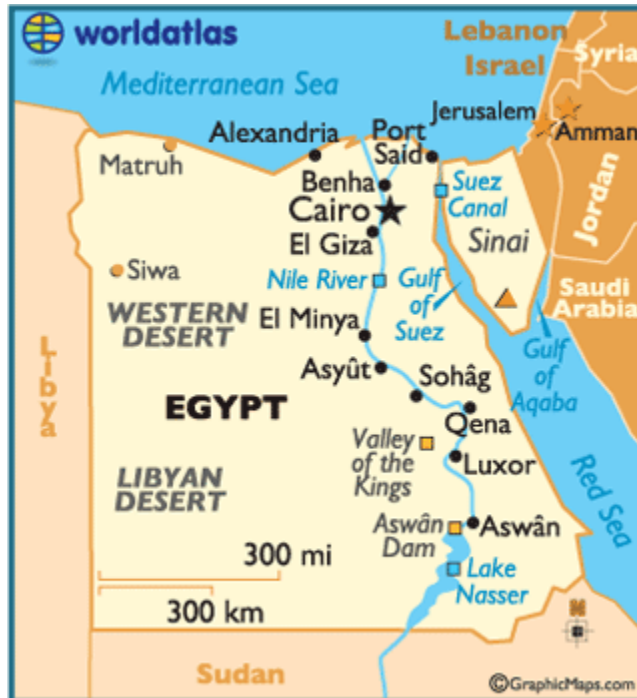 worldatlas
Lebanon
Israel
Syria
Mediterranean Sea
Jerusalem
Amman
Alexandria
Port
Said
Matruh
Benha
Suez
Canal
Jordan
Cairo
Sinai
El Giza
Siwa
Nile River
Gulf
of
Suez
Saudi
Arabia
WESTERN
DESERT
El Minya
Gulf
of
Aqaba
Libya
Asyût
Sohâg
EGYPT
Qena
Valley
of the
Kings
Luxor
Red Sea
LIBYAN
DESERT
Aswân
Dam
Aswân
300 mi
Lake
Nasser
300 km
N
Sudan
©GraphicMaps.com